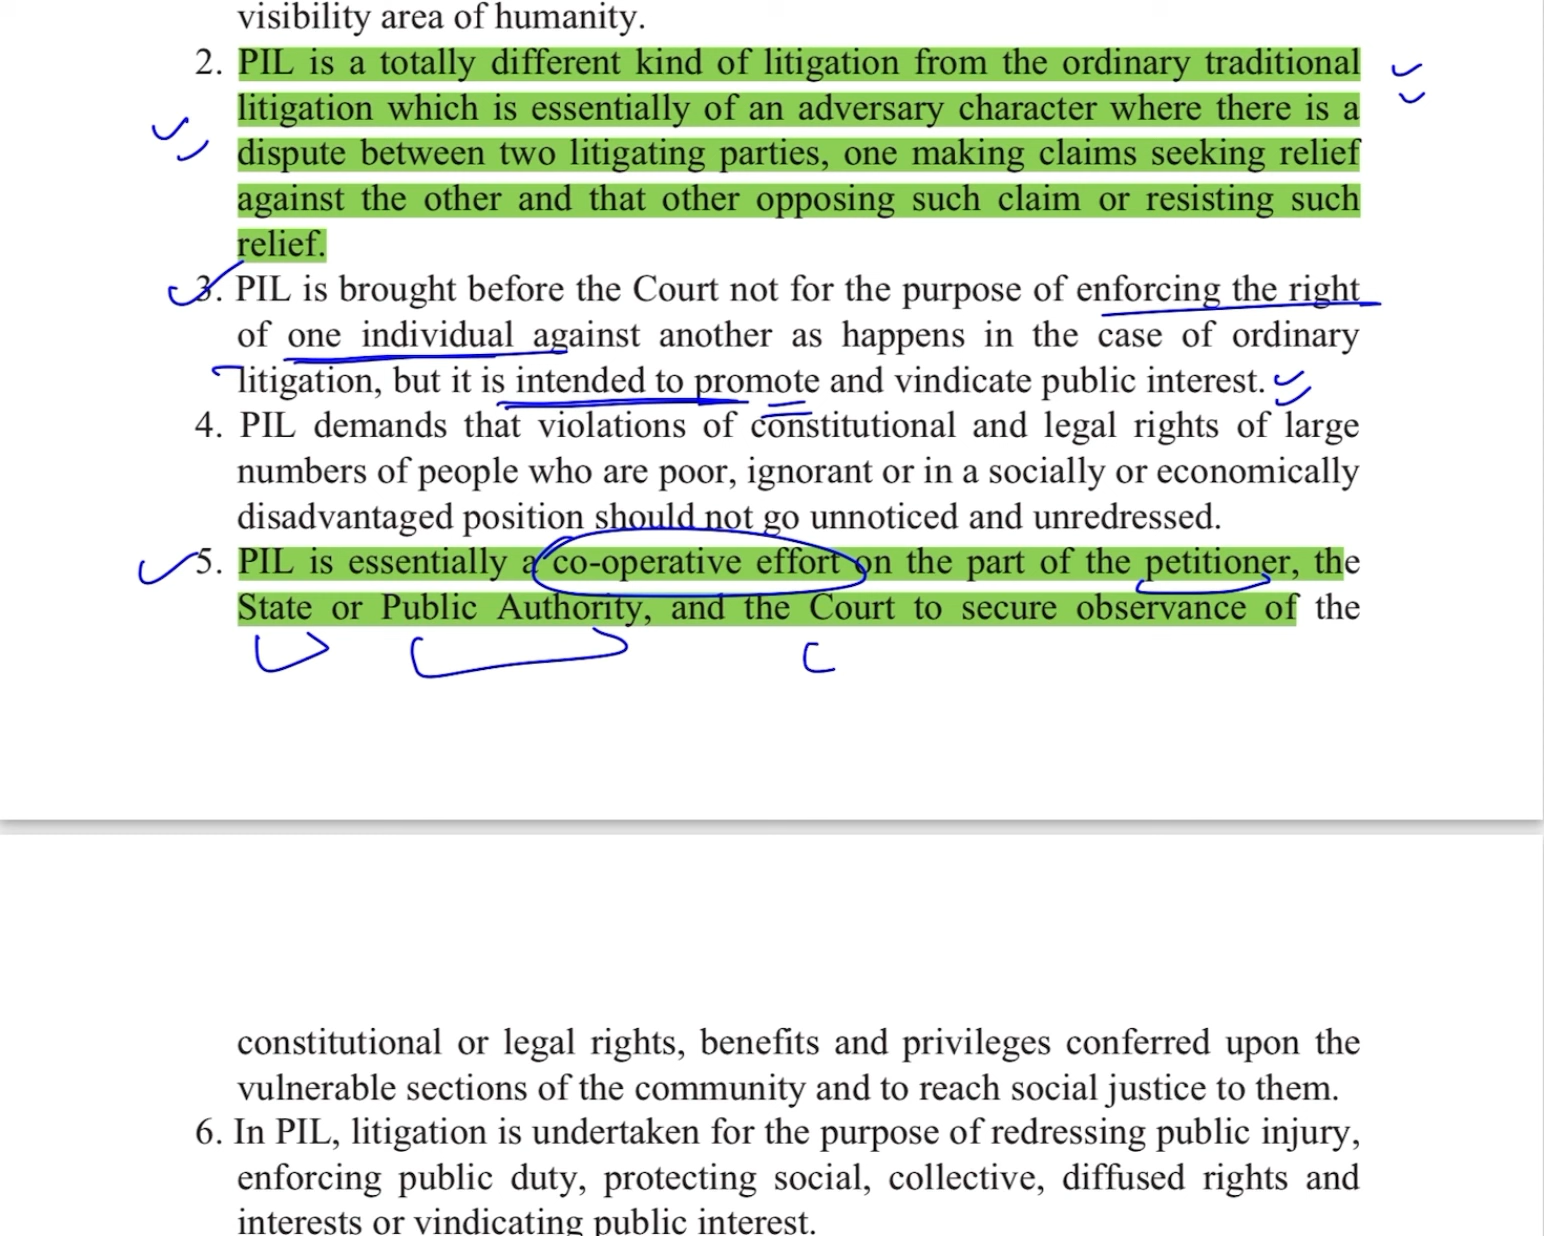 visibility area of humanity.
2. PIL is a totally different kind of litigation from the ordinary traditional
litigation which is essentially of an adversary character where there is a
dispute between two litigating parties, one making claims seeking relief
against the other and that other opposing such claim or resisting such
relief.
3. PIL is brought before the Court not for the purpose of enforcing the right
of one individual against another as happens in the case of ordinary
litigation, but it is intended to promote and vindicate public interest.
4. PIL demands that violations of constitutional and legal rights of large
numbers of people who are poor, ignorant or in a socially or economically
disadvantaged position should not go unnoticed and unredressed.
5. PIL is essentially a co-operative effort on the part of the petitioner, the
State or Public Authority, and the Court to secure observance of the
constitutional or legal rights, benefits and privileges conferred upon the
vulnerable sections of the community and to reach social justice to them.
6. In PIL, litigation is undertaken for the purpose of redressing public injury,
enforcing public duty, protecting social, collective, diffused rights and
interests or vindicating public interest.